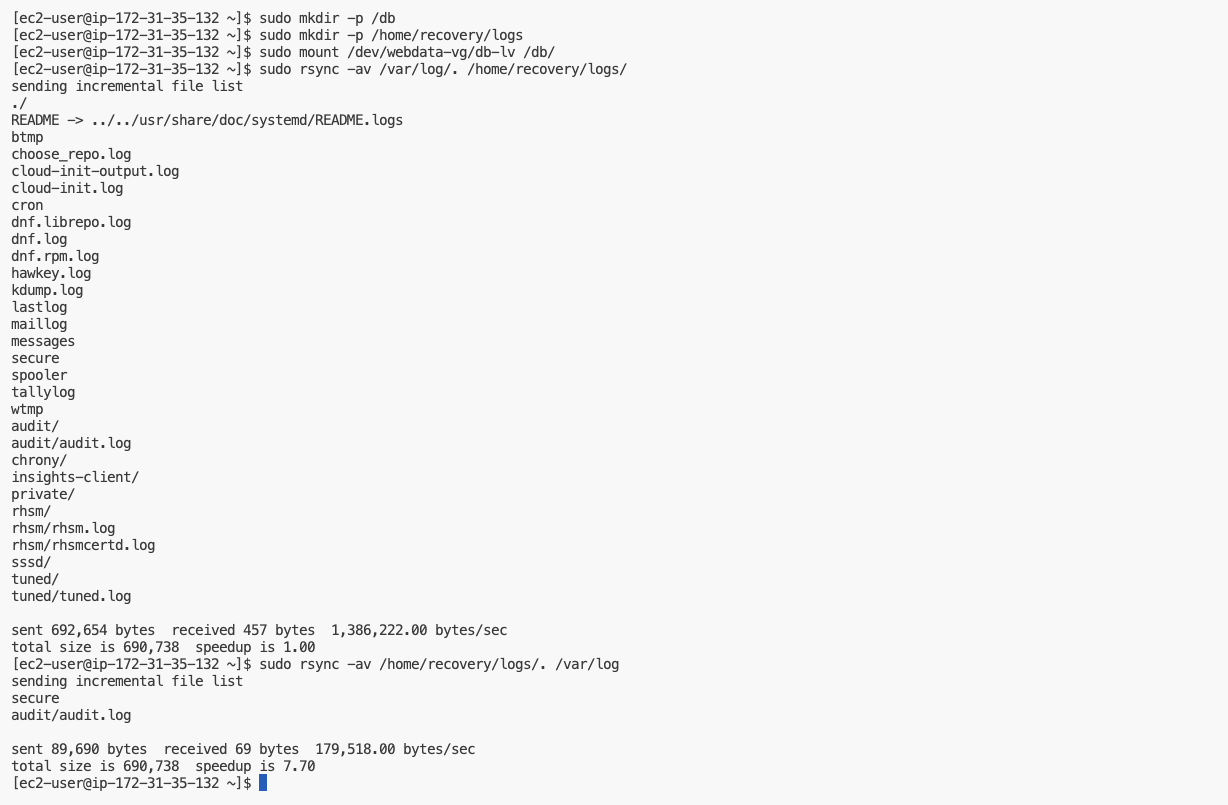 [ec2-user@ip-172-31-35-132 ~]$ sudo mkdir -p /db
[ec2-user@ip-172-31-35-132 ~]$ sudo mkdir -p /home/recovery/logs
[ec2-user@ip-172-31-35-132 ~]$ sudo mount /dev/webdata-vg/db-lv /db/
[ec2-user@ip-172-31-35-132 ~]$ sudo rsync -av /var/log/. /home/recovery/logs/
sending incremental file list
./
README -> ../../usr/share/doc/systemd/README.logs
btmp
choose_repo.log
cloud-init-output.log
cloud-init.log
cron
dnf.librepo.log
dnf.log
dnf.rpm.log
hawkey.log
kdump.log
lastlog
maillog
messages
secure
spooler
tallylog
wtmp
audit/
audit/audit.log
chrony/
insights-client/
private/
rhsm/
rhsm/rhsm.log
rhsm/rhsmcertd.log
sssd/
tuned/
tuned/tuned.log
sent 692,654 bytes  received 457 bytes  1,386,222.00 bytes/sec
total size is 690,738  speedup is 1.00
[ec2-user@ip-172-31-35-132 ~]$ sudo rsync -av /home/recovery/logs/. /var/log
sending incremental file list
secure
audit/audit.log
sent 89,690 bytes  received 69 bytes  179,518.00 bytes/sec
total size is 690,738  speedup is 7.70
[ec2-user@ip-172-31-35-132 ~]$